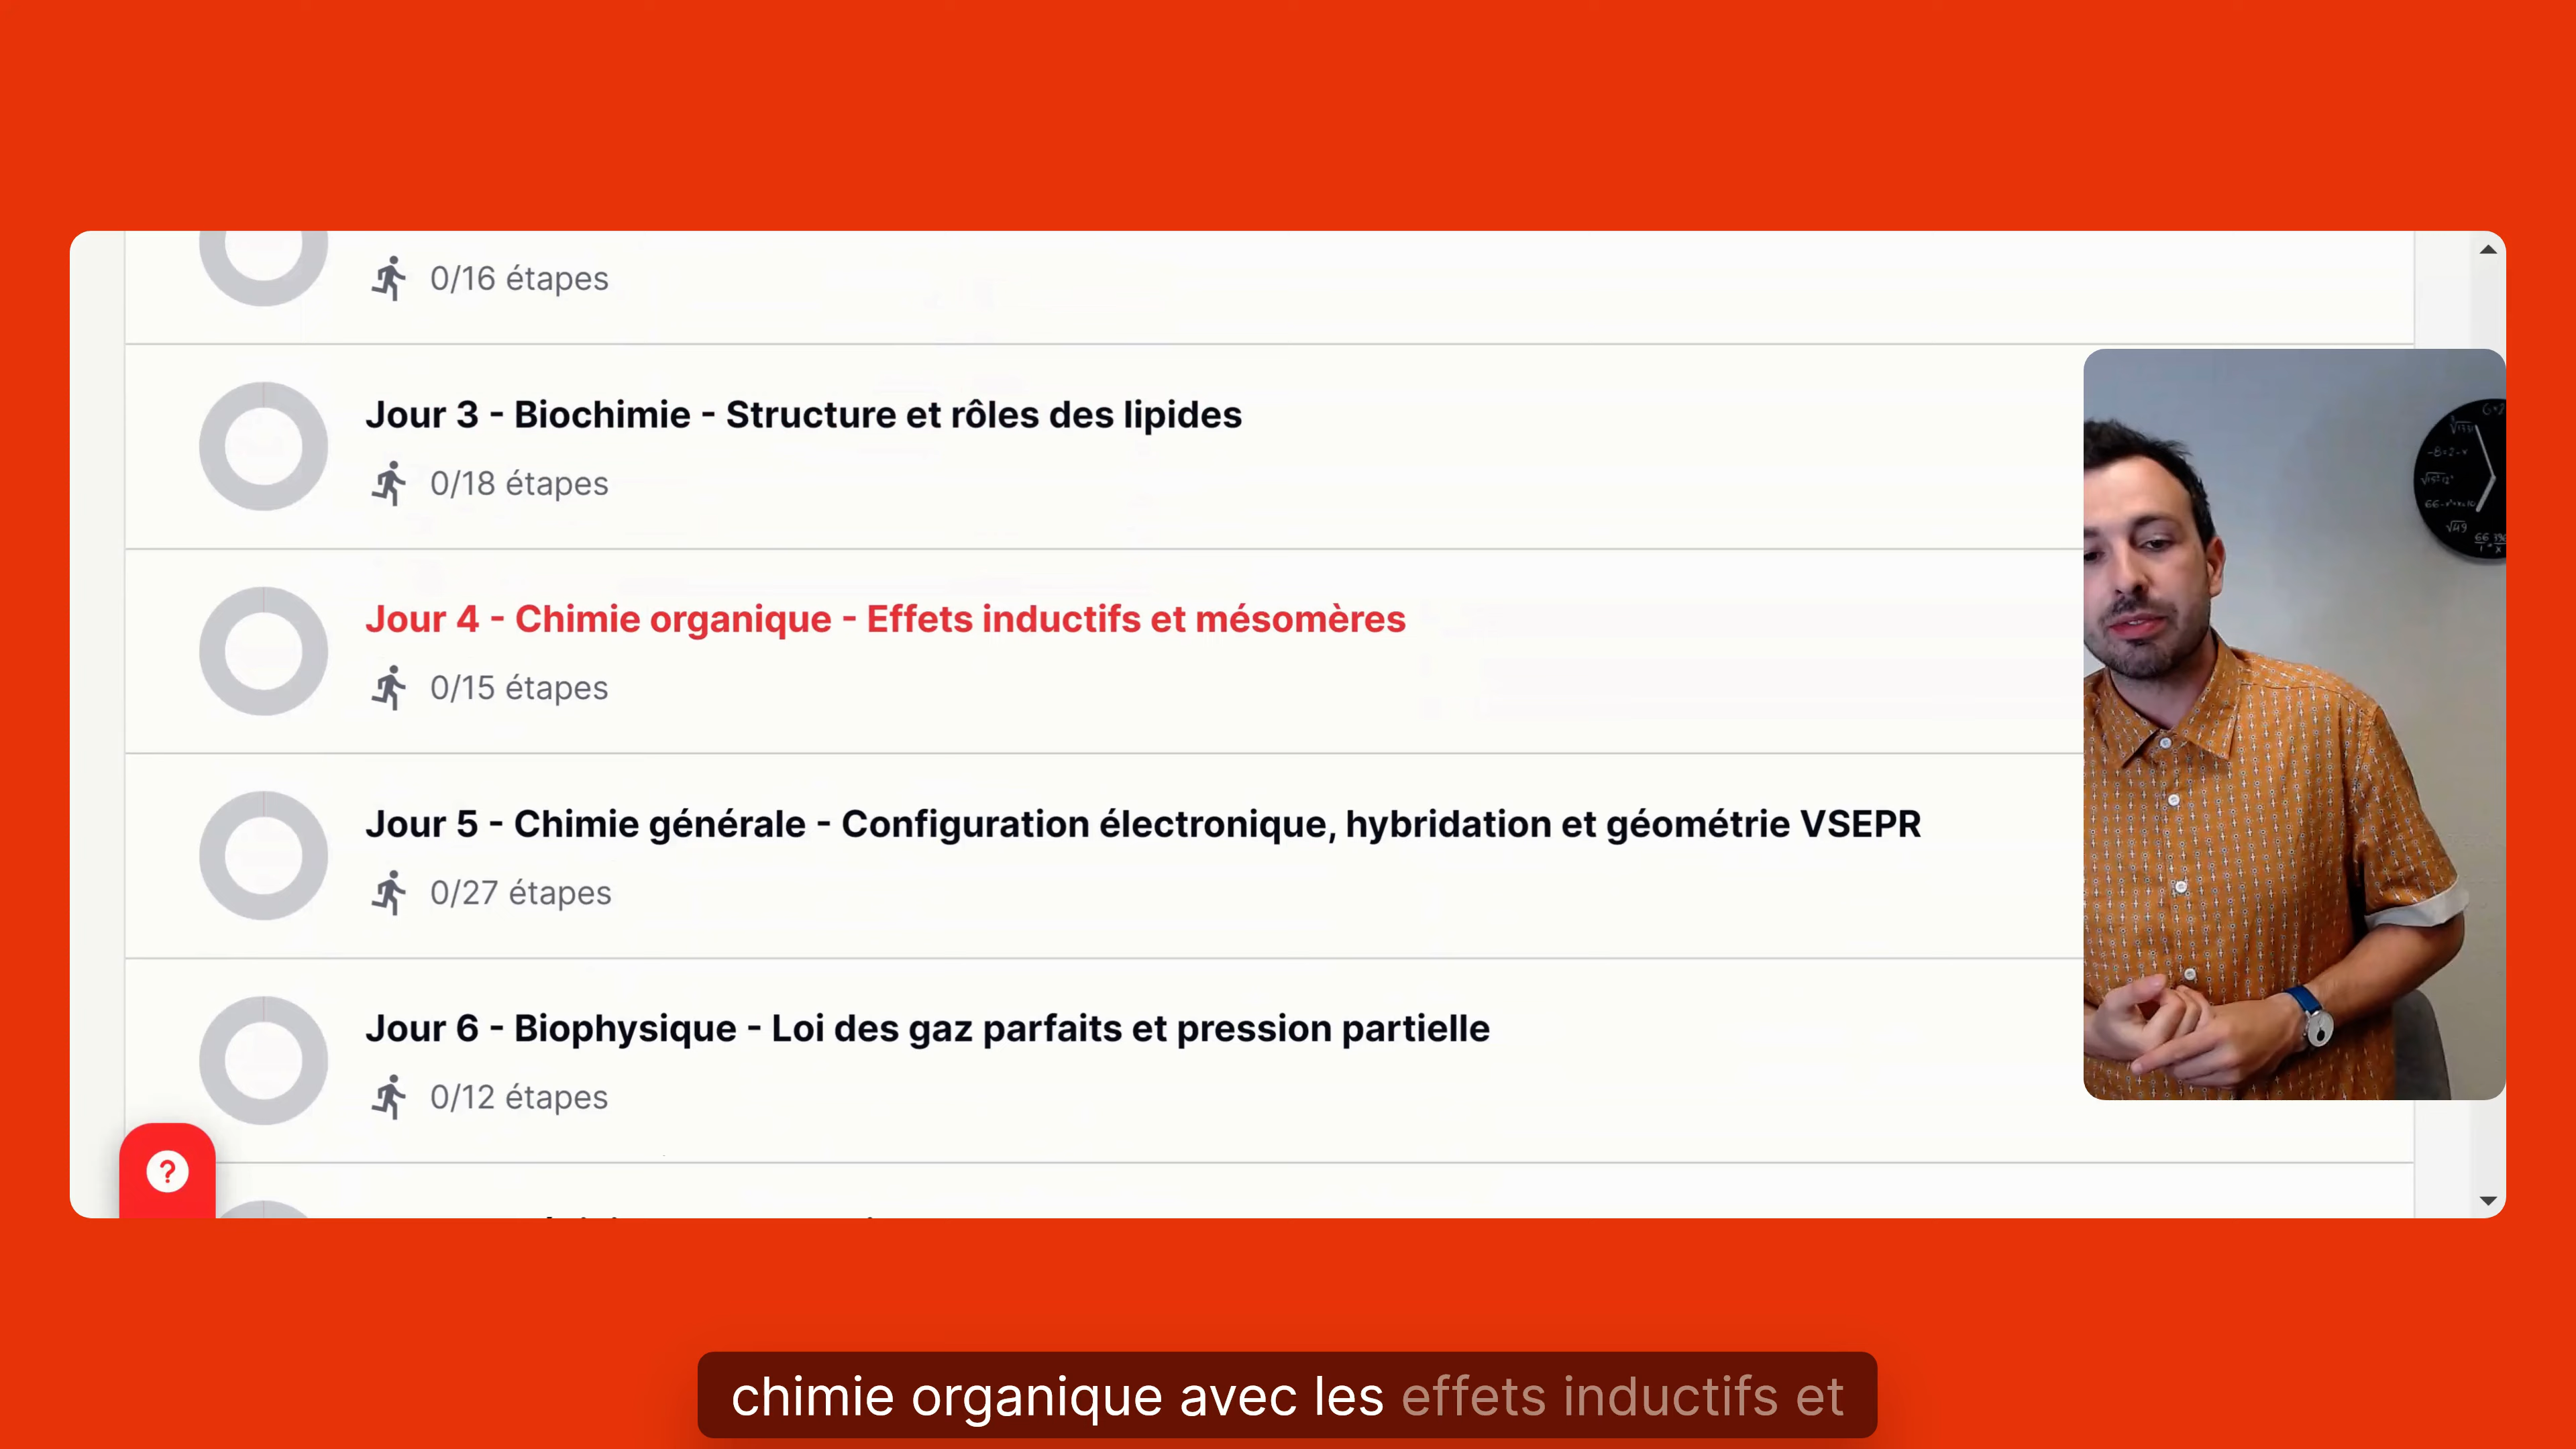 0/16 étapes
Jour 3 - Biochimie - Structure et rôles des lipides
0/18 étapes
Jour 4 - Chimie organique - Effets inductifs et mésomères
0/15 étapes
Jour 5 - Chimie générale - Configuration électronique, hybridation et géométrie VSEPR
0/27 étapes
Jour 6 - Biophysique - Loi des gaz parfaits et pression partielle
0/12 étapes
?
chimie organique avec les effets inductifs et